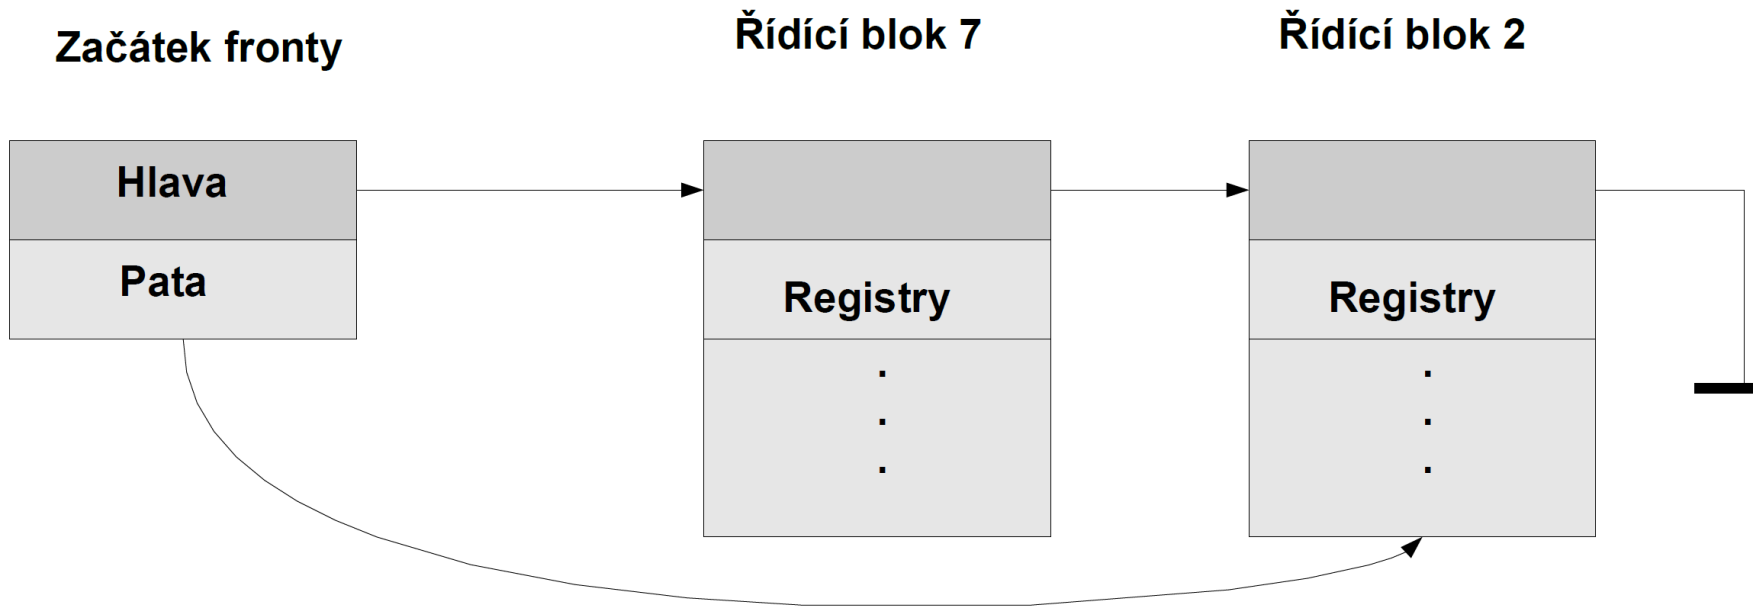 Začátek fronty
Řídící blok 7
Řídící blok 2
Hlava
Pata
Registry
Registry
.
.
.
.
.
.